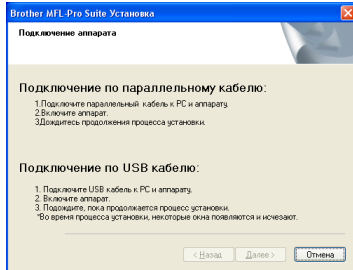 Brother MFL-Pro Suite Установка
Подключение аппарата
Подключение по параллельному кабелю:
1.Подключите параллельный кабель к PC и аппарату.
2.Включите аппарат.
3.Дождитесь продолжения процесса установки.
Подключение по USB кабелю:
1. Подключите USB кабель к PC и аппарату.
2. Включите аппарат.
3. Подождите, пока продолжается процесс установки.
*Во время процесса установки, некоторые окна появляются и исчезают.
< Назад
Далее >
Отмена